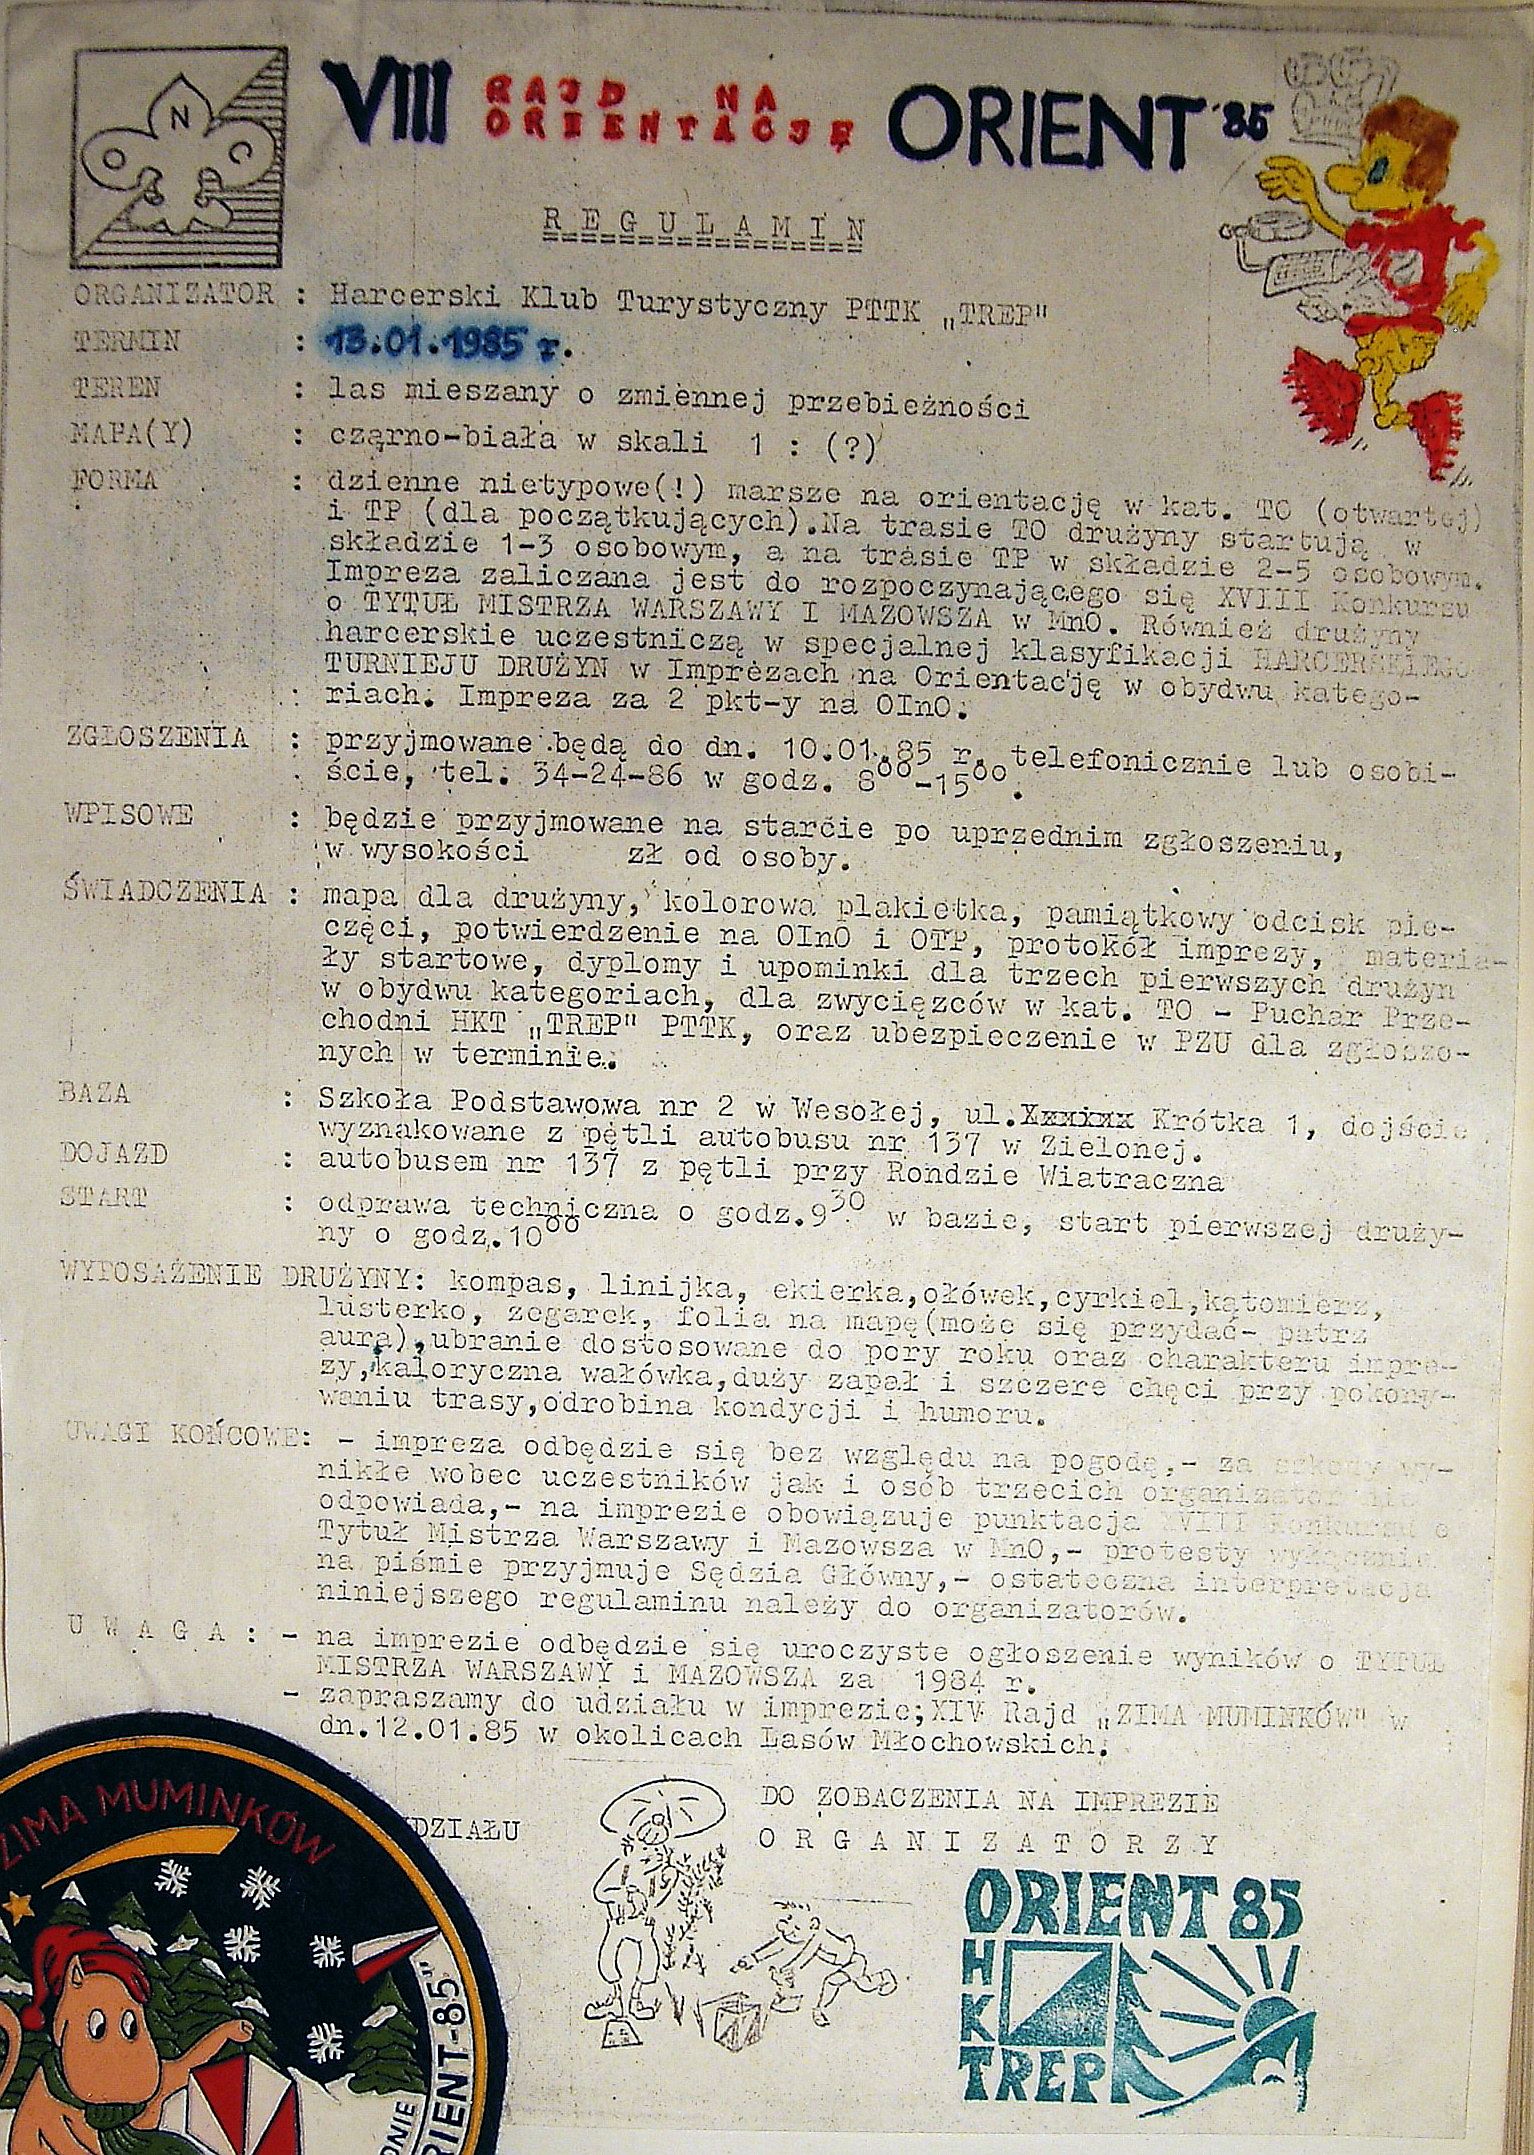 VIII RAJD NA ORIENTACJĘ ORIENT '85
O N C
REGULAMIN
ORGANIZATOR : Harcerski Klub Turystyczny PTTK „TREP"
TERMIN : 13.01.1985 r.
TEREN : las mieszany o zmiennej przebieżności
MAPA(Y) : czarno-biała w skali 1 : (?)
FORMA : dzienne nietypowe(!) marsze na orientację w kat. TO (otwartej)
i TP (dla początkujących).Na trasie TO drużyny startują w
składzie 1-3 osobowym, a na trasie TP w składzie 2-5 osobowym.
Impreza zaliczana jest do rozpoczynającego się XVIII Konkursu
o TYTUŁ MISTRZA WARSZAWY I MAZOWSZA w MnO. Również drużyny
harcerskie uczestniczą w specjalnej klasyfikacji HARCERSKIEGO
TURNIEJU DRUŻYN w Imprezach na Orientację w obydwu katego-
riach. Impreza za 2 pkt-y na OInO.
ZGŁOSZENIA : przyjmowane będą do dn. 10.01.85 r. telefonicznie lub osobi-
ście, tel. 34-24-86 w godz. 8⁰⁰-15⁰⁰.
WPISOWE : będzie przyjmowane na starcie po uprzednim zgłoszeniu,
w wysokości zł od osoby.
ŚWIADCZENIA : mapa dla drużyny, kolorowa plakietka, pamiątkowy odcisk pie-
częci, potwierdzenie na OInO i OTP, protokół imprezy, materia-
ły startowe, dyplomy i upominki dla trzech pierwszych drużyn
w obydwu kategoriach, dla zwycięzców w kat. TO - Puchar Prze-
chodni HKT „TREP" PTTK, oraz ubezpieczenie w PZU dla zgłoszo-
nych w terminie.
BAZA : Szkoła Podstawowa nr 2 w Wesołej, ul. Krótka 1, dojście
wyznakowane z pętli autobusu nr 137 w Zielonej.
DOJAZD : autobusem nr 137 z pętli przy Rondzie Wiatraczna
START : odprawa techniczna o godz.9³⁰ w bazie, start pierwszej druży-
ny o godz.10⁰⁰
WYPOSAŻENIE DRUŻYNY: kompas, linijka, ekierka,ołówek,cyrkiel,kątomierz,
lusterko, zegarek, folia na mapę(może się przydać- patrz
aura),ubranie dostosowane do pory roku oraz charakteru impre-
zy,kaloryczna wałówka,duży zapał i szczere chęci przy pokony-
waniu trasy,odrobina kondycji i humoru.
UWAGI KOŃCOWE: - impreza odbędzie się bez względu na pogodę,- za szkody wy-
nikłe wobec uczestników jak i osób trzecich organizator nie
odpowiada,- na imprezie obowiązuje punktacja XVIII Konkursu o
Tytuł Mistrza Warszawy i Mazowsza w MnO,- protesty wyłącznie
na piśmie przyjmuje Sędzia Główny,- ostateczna interpretacja
niniejszego regulaminu należy do organizatorów.
U W A G A : - na imprezie odbędzie się uroczyste ogłoszenie wyników o TYTUŁ
MISTRZA WARSZAWY i MAZOWSZA za 1984 r.
- zapraszamy do udziału w imprezie;XIV Rajd „ZIMA MUMINKÓW" w
dn.12.01.85 w okolicach Lasów Młochowskich.
DO ZOBACZENIA NA IMPREZIE
DZIAŁU
O R G A N I Z A T O R Z Y
ZIMA MUMINKÓW
RIENT-85"
ONIE
RIENT
ORIENT 85
HK
TREP